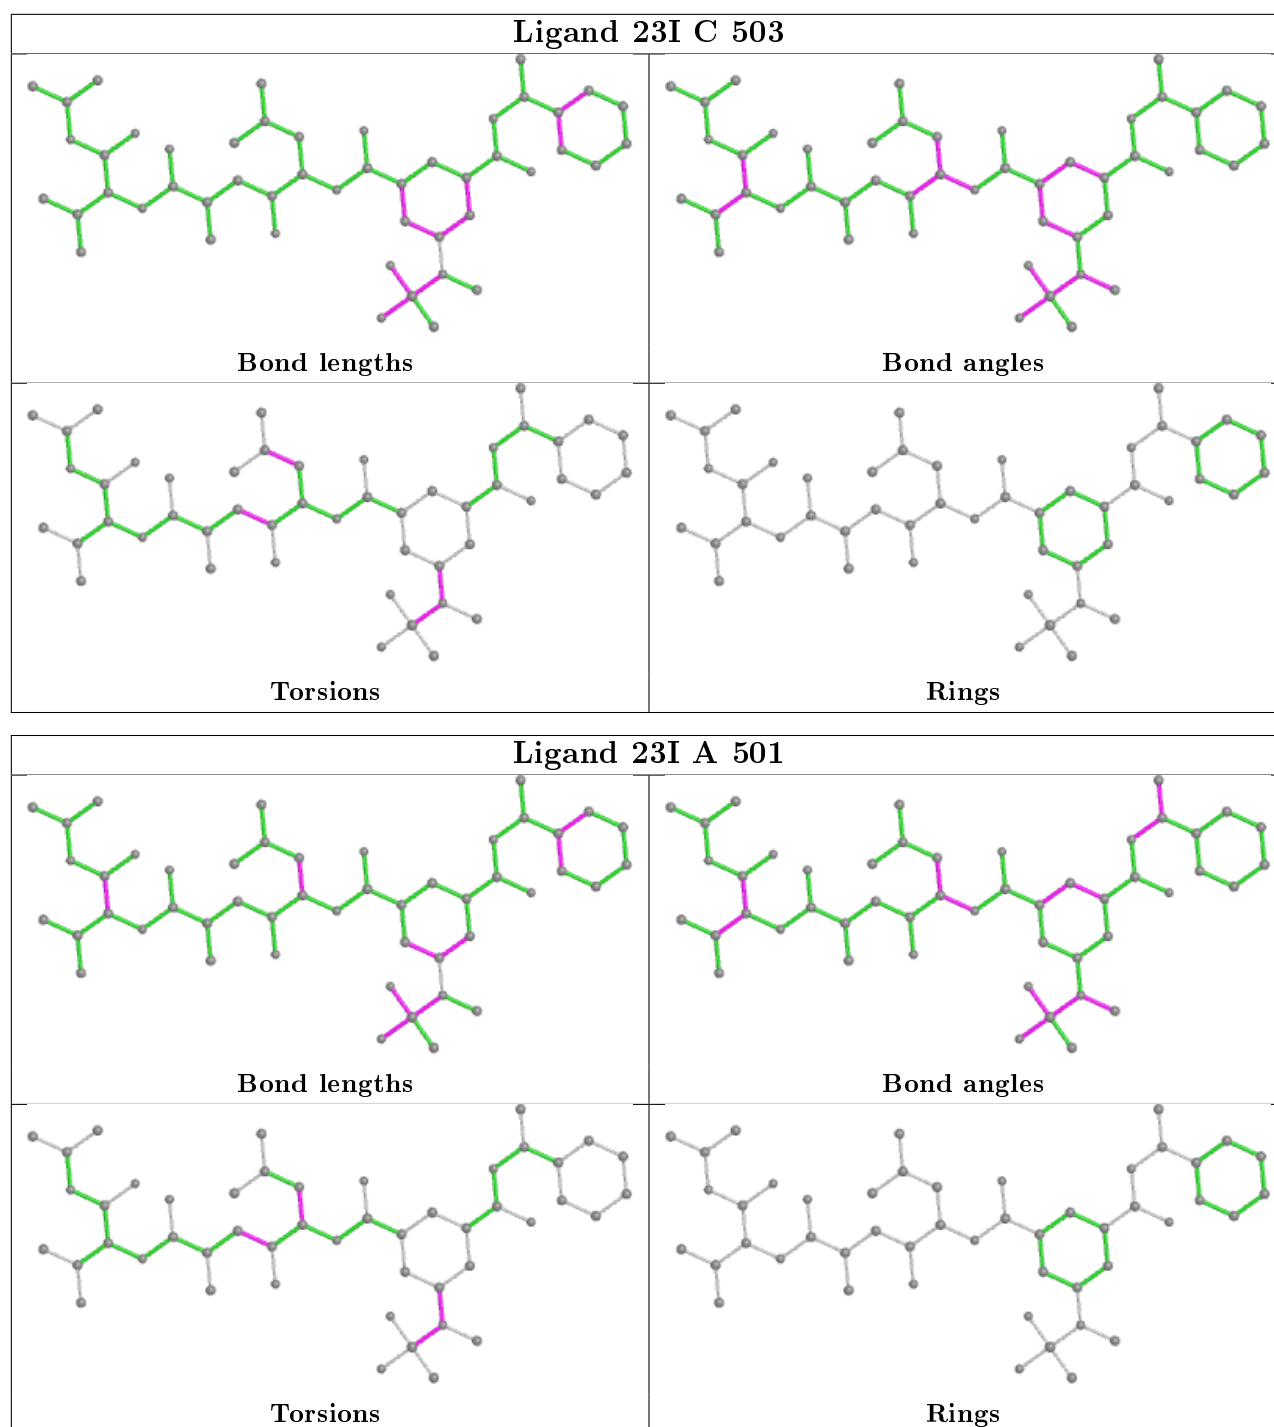 Ligand 23I C 503
Bond lengths
Bond angles
Torsions
Rings
Ligand 23I A 501
Bond lengths
Bond angles
Torsions
Rings